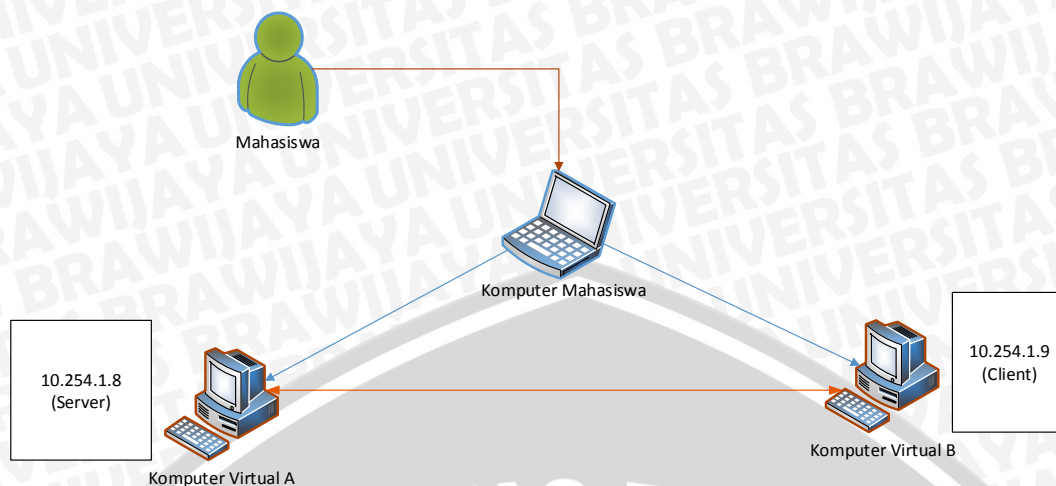 Mahasiswa
Komputer Mahasiswa
10.254.1.8
(Server)
10.254.1.9
(Client)
Komputer Virtual A
Komputer Virtual B
UNIVERSITAS BRAWIJAYA